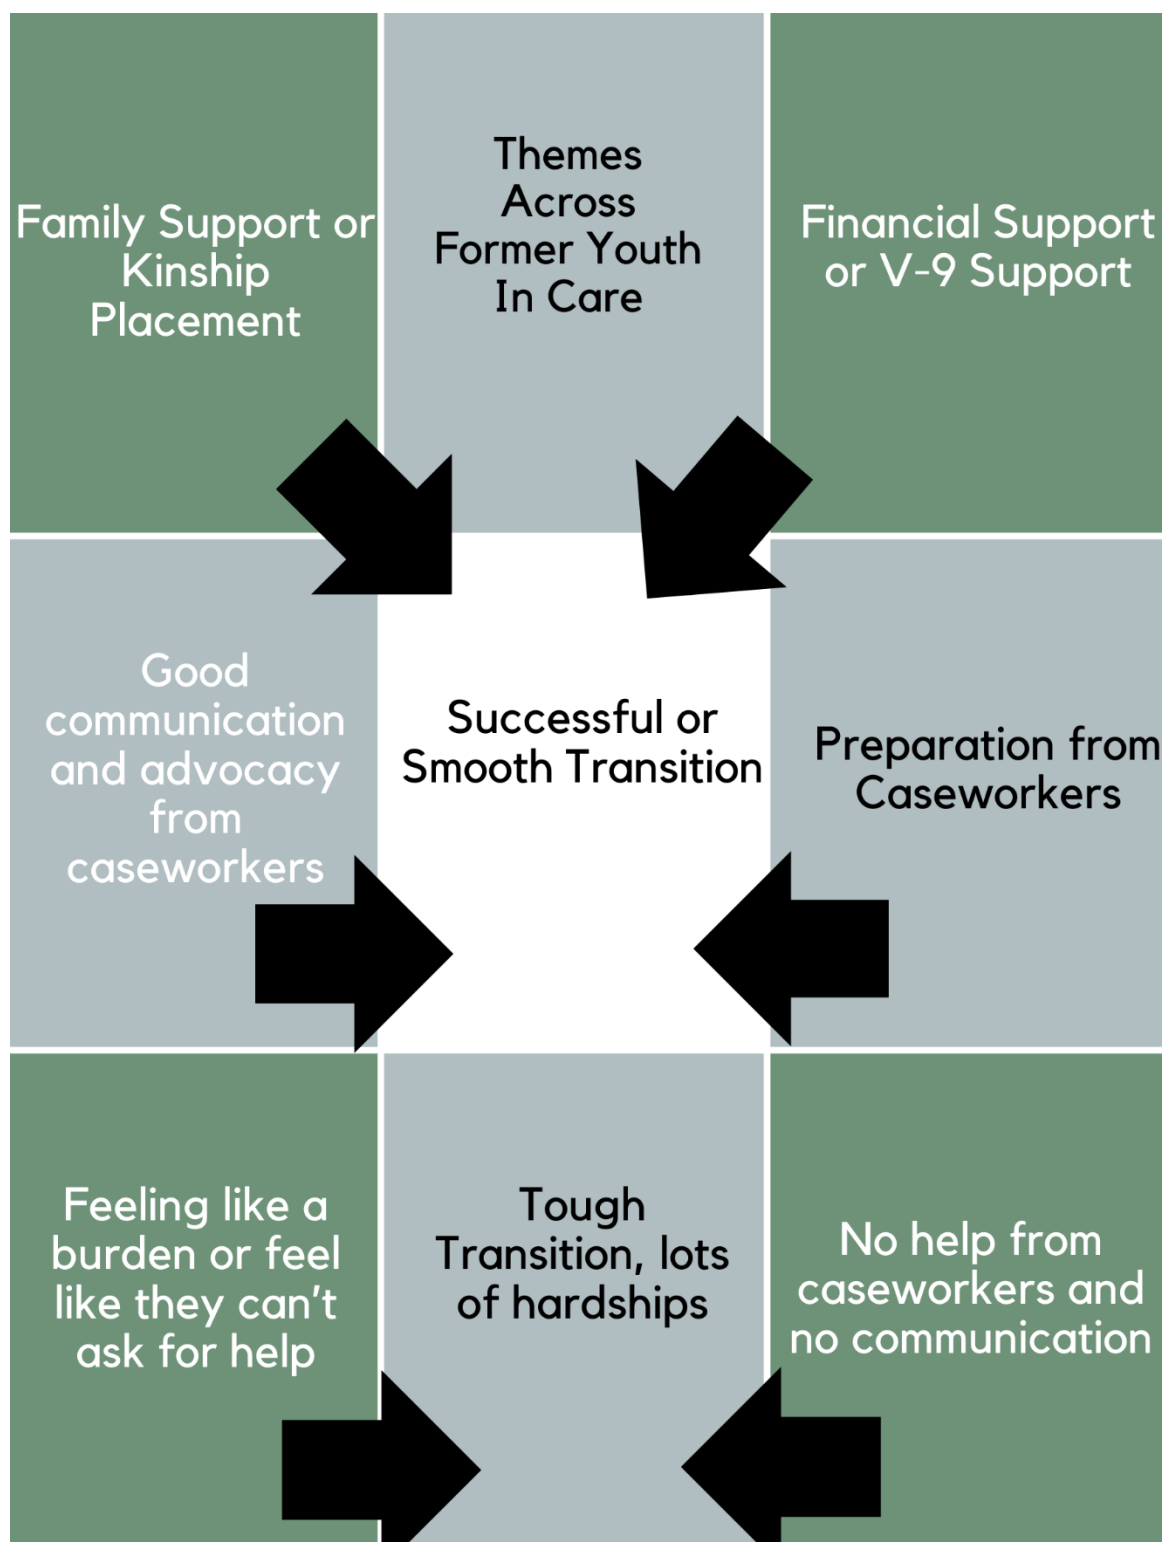 Family Support or
Kinship
Placement
Themes
Across
Former Youth
In Care
Financial Support
or V-9 Support
Good
communication
and advocacy
from
caseworkers
Successful or
Smooth Transition
Preparation from
Caseworkers
Feeling like a
burden or feel
like they can't
ask for help
Tough
Transition, lots
of hardships
No help from
caseworkers and
no communication